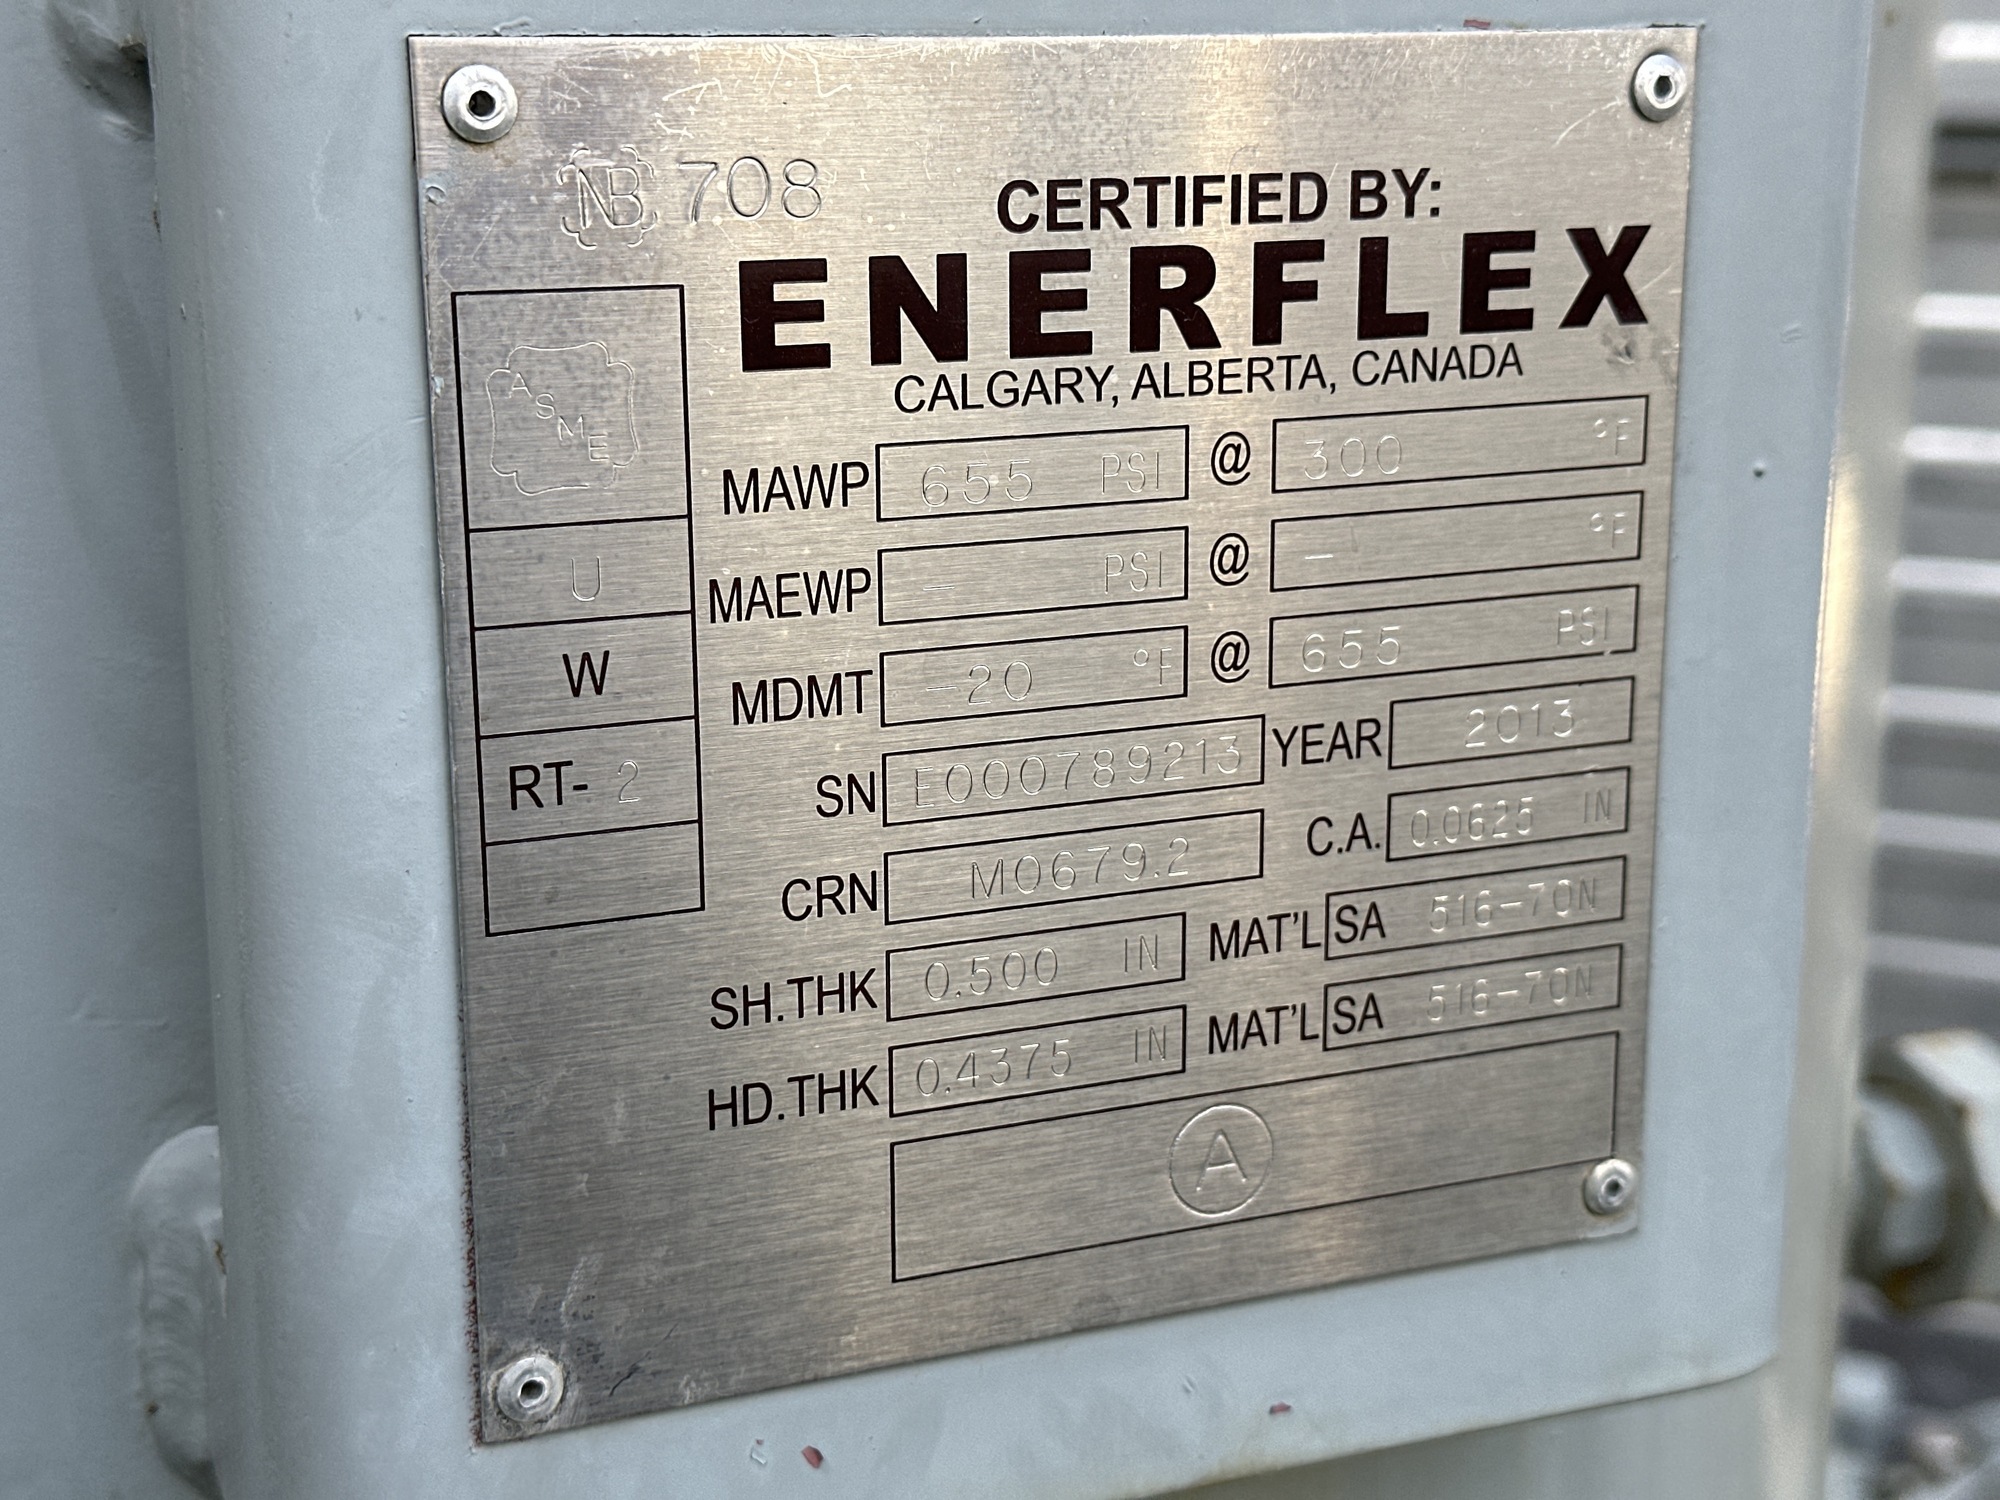 NB 708
CERTIFIED BY:
ENERFLEX
CALGARY, ALBERTA, CANADA
ASME
U
W
RT- 2
MAWP 655 PSI @ 300 °F
MAEWP - PSI @ - °F
MDMT -20 °F @ 655 PSI
SN E000789213 YEAR 2013
CRN M0679.2 C.A. 0.0625 IN
SH.THK 0.500 IN MAT'L SA 516-70N
HD.THK 0.4375 IN MAT'L SA 516-70N
A